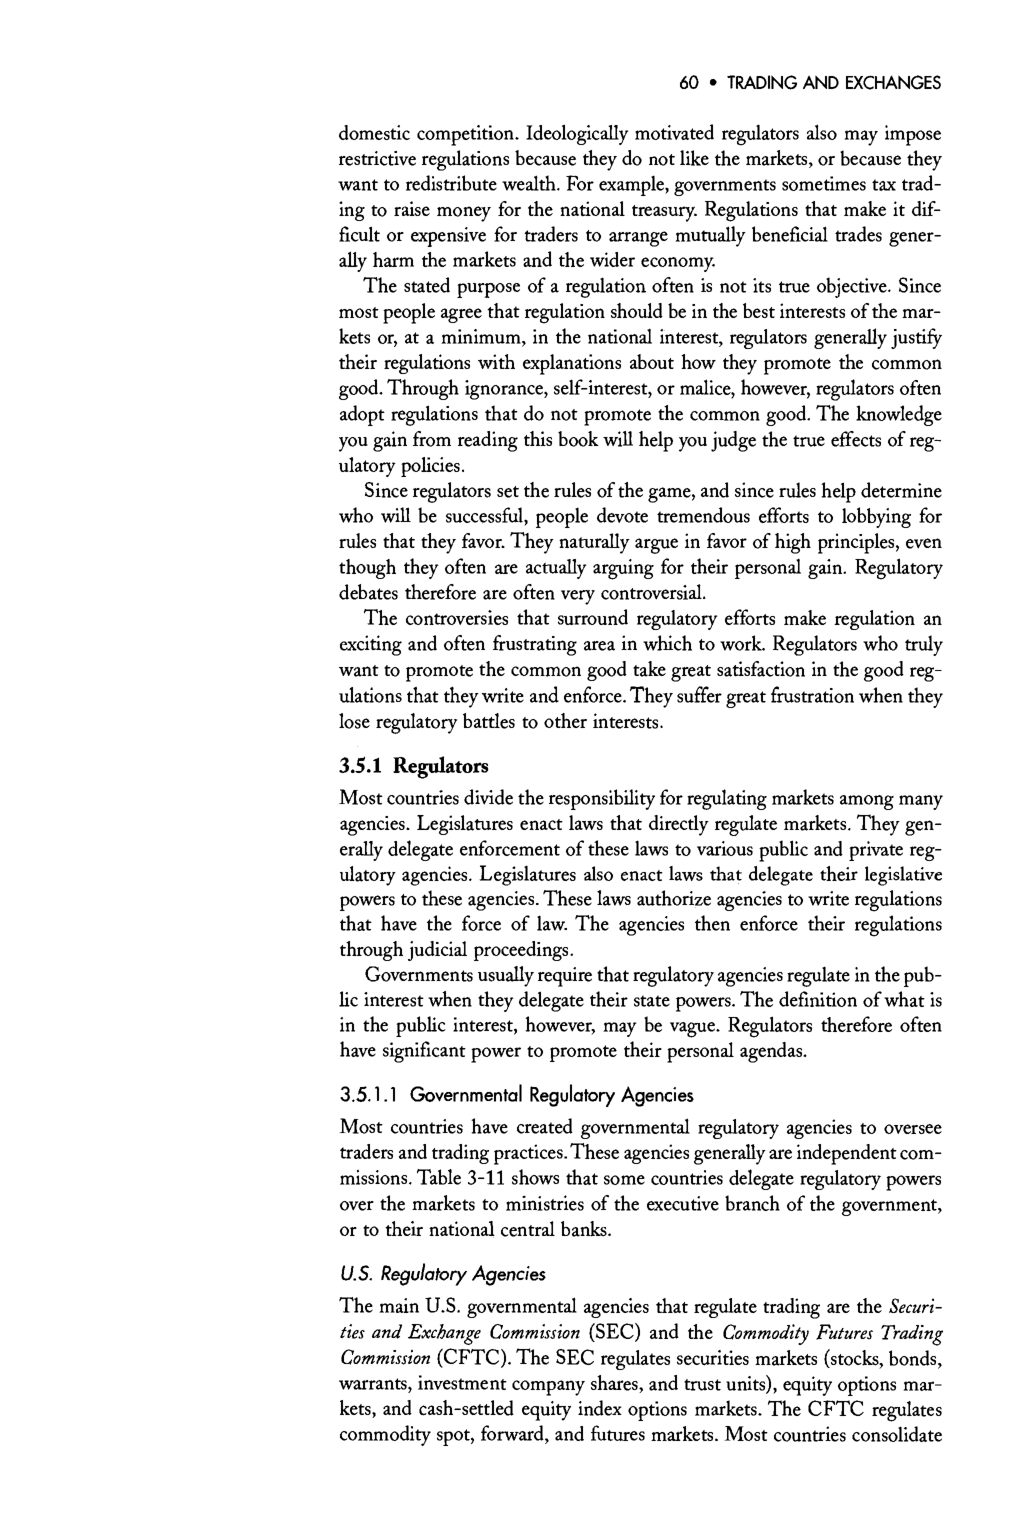 60 • TRADING AND EXCHANGES
domestic competition. Ideologically motivated regulators also may impose
restrictive regulations because they do not like the markets, or because they
want to redistribute wealth. For example, governments sometimes tax trad-
ing to raise money for the national treasury. Regulations that make it dif-
ficult or expensive for traders to arrange mutually beneficial trades gener-
ally harm the markets and the wider economy.
The stated purpose of a regulation often is not its true objective. Since
most people agree that regulation should be in the best interests of the mar-
kets or, at a minimum, in the national interest, regulators generally justify
their regulations with explanations about how they promote the common
good. Through ignorance, self-interest, or malice, however, regulators often
adopt regulations that do not promote the common good. The knowledge
you gain from reading this book will help you judge the true effects of reg-
ulatory policies.
Since regulators set the rules of the game, and since rules help determine
who will be successful, people devote tremendous efforts to lobbying for
rules that they favor. They naturally argue in favor of high principles, even
though they often are actually arguing for their personal gain. Regulatory
debates therefore are often very controversial.
The controversies that surround regulatory efforts make regulation an
exciting and often frustrating area in which to work. Regulators who truly
want to promote the common good take great satisfaction in the good reg-
ulations that they write and enforce. They suffer great frustration when they
lose regulatory battles to other interests.
3.5.1 Regulators
Most countries divide the responsibility for regulating markets among many
agencies. Legislatures enact laws that directly regulate markets. They gen-
erally delegate enforcement of these laws to various public and private reg-
ulatory agencies. Legislatures also enact laws that delegate their legislative
powers to these agencies. These laws authorize agencies to write regulations
that have the force of law. The agencies then enforce their regulations
through judicial proceedings.
Governments usually require that regulatory agencies regulate in the pub-
lic interest when they delegate their state powers. The definition of what is
in the public interest, however, may be vague. Regulators therefore often
have significant power to promote their personal agendas.
3.5.1.1 Governmental Regulatory Agencies
Most countries have created governmental regulatory agencies to oversee
traders and trading practices. These agencies generally are independent com-
missions. Table 3-11 shows that some countries delegate regulatory powers
over the markets to ministries of the executive branch of the government,
or to their national central banks.
U.S. Regulatory Agencies
The main U.S. governmental agencies that regulate trading are the Securi-
ties and Exchange Commission (SEC) and the Commodity Futures Trading
Commission (CFTC). The SEC regulates securities markets (stocks, bonds,
warrants, investment company shares, and trust units), equity options mar-
kets, and cash-settled equity index options markets. The CFTC regulates
commodity spot, forward, and futures markets. Most countries consolidate